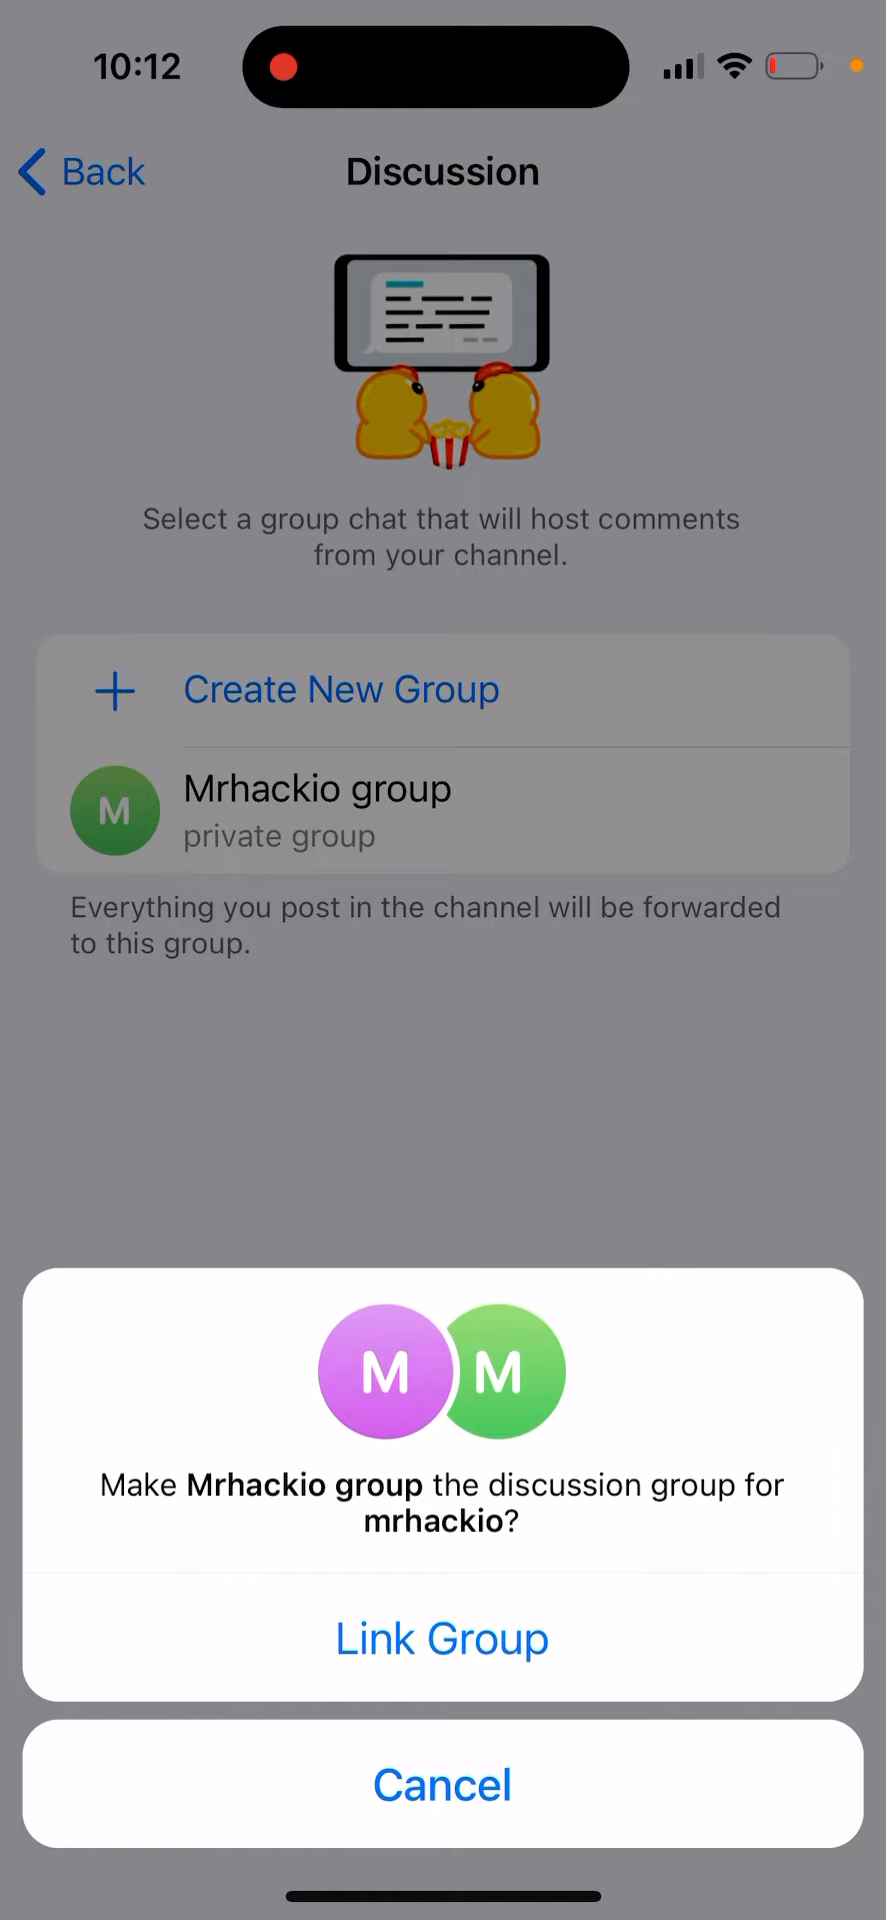 10:12
Back
Discussion
Select a group chat that will host comments
from your channel.
Create New Group
M
Mrhackio group
private group
Everything you post in the channel will be forwarded
to this group.
M M
Make Mrhackio group the discussion group for
mrhackio?
Link Group
Cancel